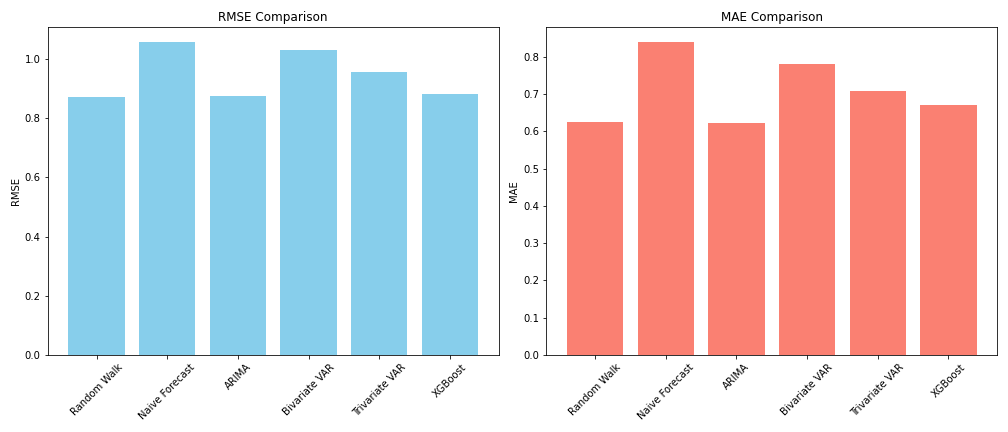 RMSE Comparison
RMSE
1.0
0.8
0.6
0.4
0.2
0.0
Random Walk
Naive Forecast
ARIMA
Bivariate VAR
Trivariate VAR
XGBoost
MAE Comparison
MAE
0.8
0.7
0.6
0.5
0.4
0.3
0.2
0.1
0.0
Random Walk
Naive Forecast
ARIMA
Bivariate VAR
Trivariate VAR
XGBoost